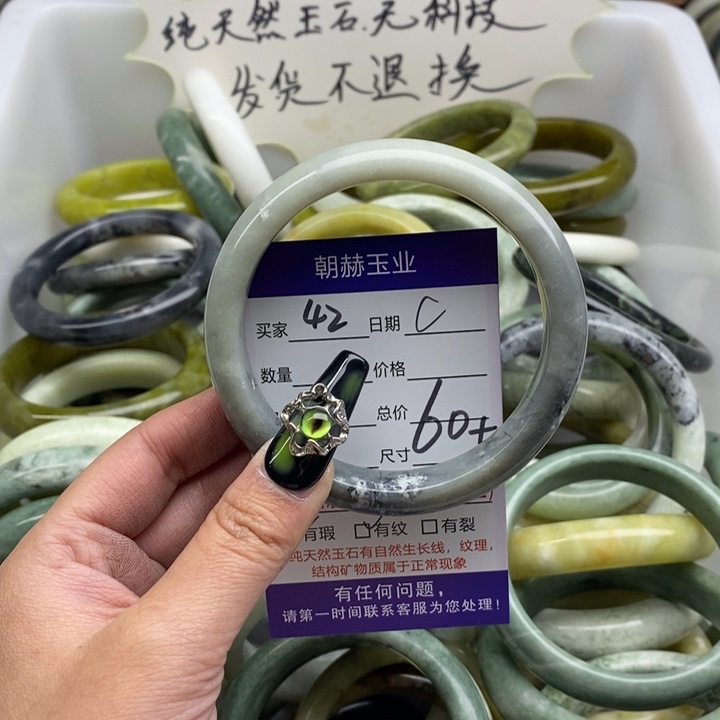 纯天然玉石.无科技
发货不退换
朝赫玉业
买家 42 日期 C
数量 价格
总价
60+
尺寸
有瑕 ☑有纹 ☐有裂
纯天然玉石有自然生长线，纹理，
结构矿物质属于正常现象
有任何问题，
请第一时间联系客服为您处理!